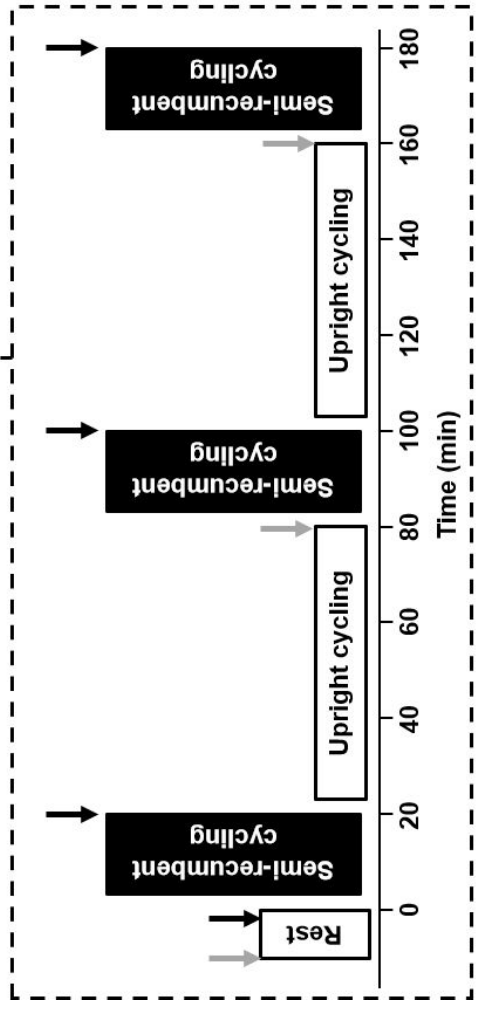 Rest
Semi-recumbent
cycling
Upright cycling
Semi-recumbent
cycling
Upright cycling
Semi-recumbent
cycling
0
20
40
60
80
100
120
140
160
180
Time (min)